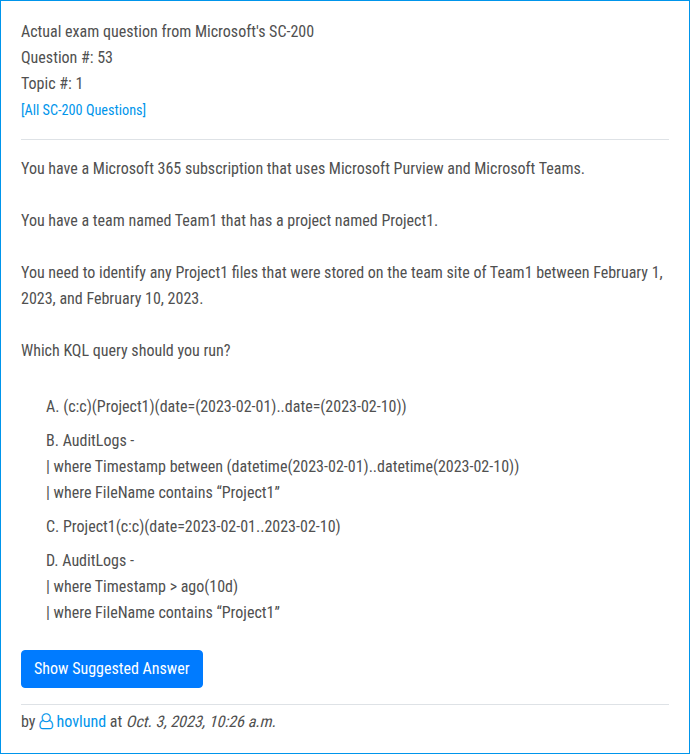 Actual exam question from Microsoft's SC-200
Question #: 53
Topic #: 1
[All SC-200 Questions]
You have a Microsoft 365 subscription that uses Microsoft Purview and Microsoft Teams.
You have a team named Team1 that has a project named Project1.
You need to identify any Project1 files that were stored on the team site of Team1 between February 1,
2023, and February 10, 2023.
Which KQL query should you run?
A. (c:c)(Project1)(date=(2023-02-01)..date=(2023-02-10))
B. AuditLogs -
| where Timestamp between (datetime(2023-02-01)..datetime(2023-02-10))
| where FileName contains “Project1”
C. Project1(c:c)(date=2023-02-01..2023-02-10)
D. AuditLogs -
| where Timestamp > ago(10d)
| where FileName contains “Project1”
Show Suggested Answer
by hovlund at Oct. 3, 2023, 10:26 a.m.